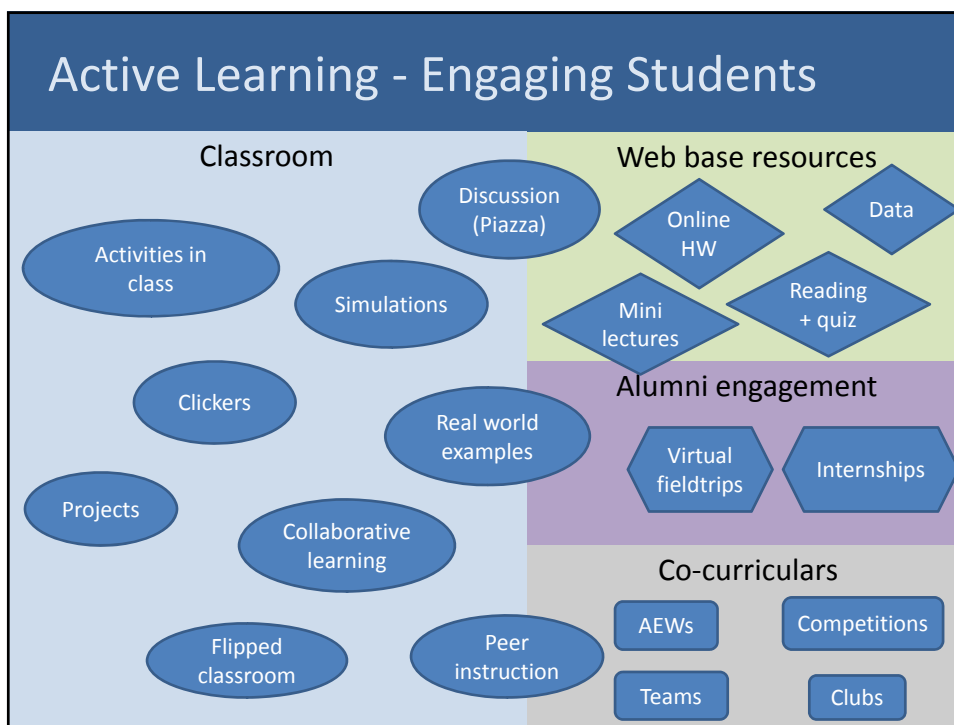 Active Learning - Engaging Students
Classroom
Discussion
(Piazza)
Activities in
class
Simulations
Clickers
Real world
examples
Projects
Collaborative
learning
Flipped
classroom
Peer
instruction
Web base resources
Online
HW
Data
Mini
lectures
Reading
+ quiz
Alumni engagement
Virtual
fieldtrips
Internships
Co-curriculars
AEWs
Competitions
Teams
Clubs